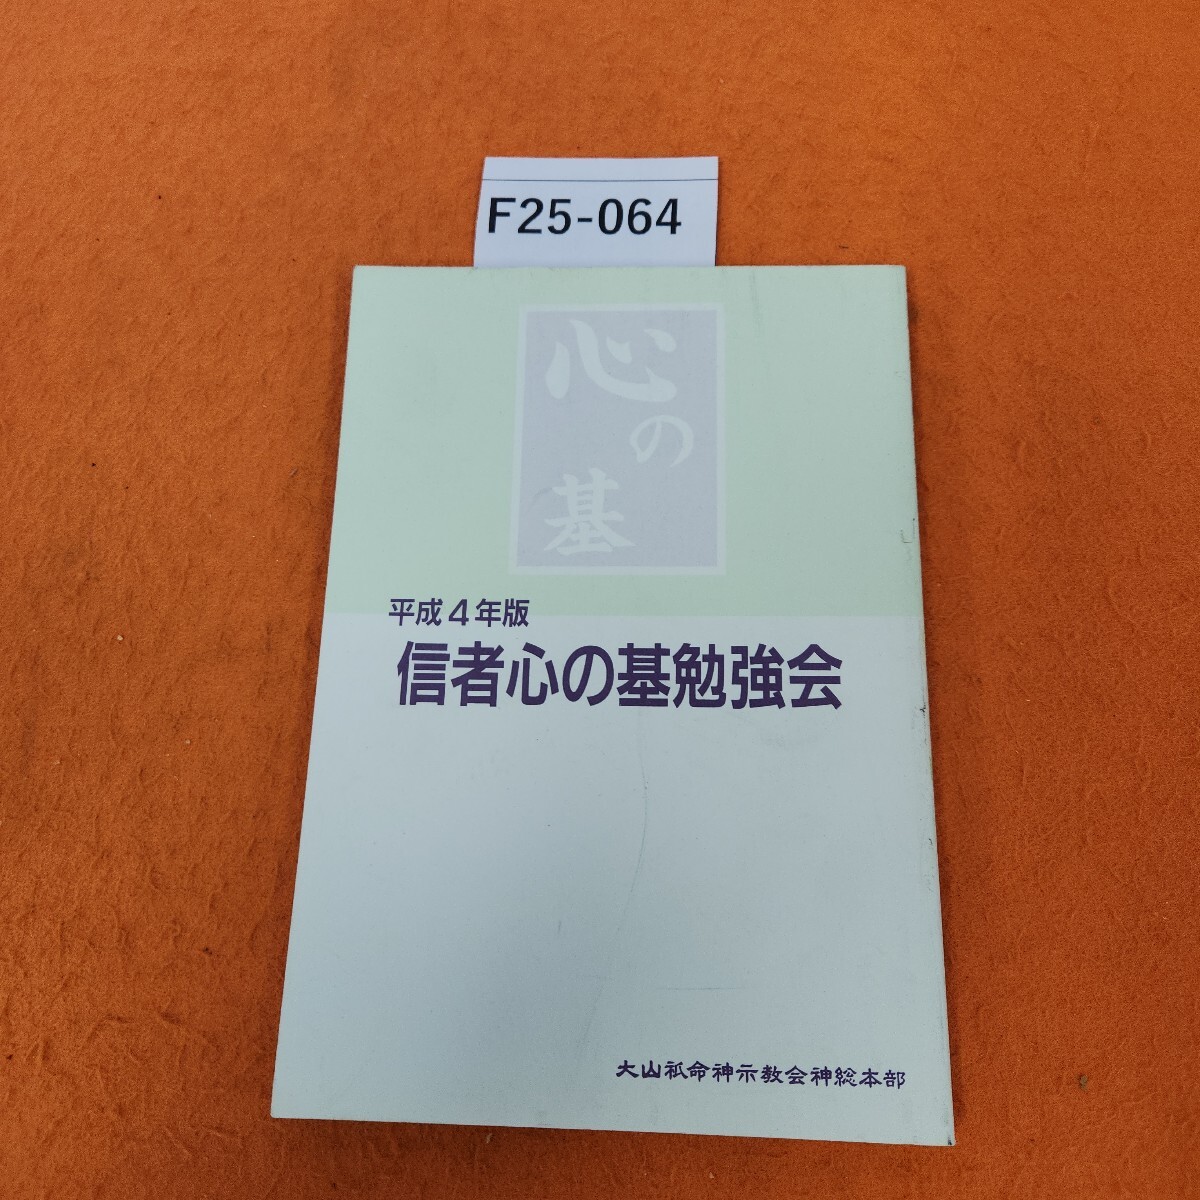 F25-064
心の基
平成4年版
信者心の基勉強会
大山祇命神示教会神総本部